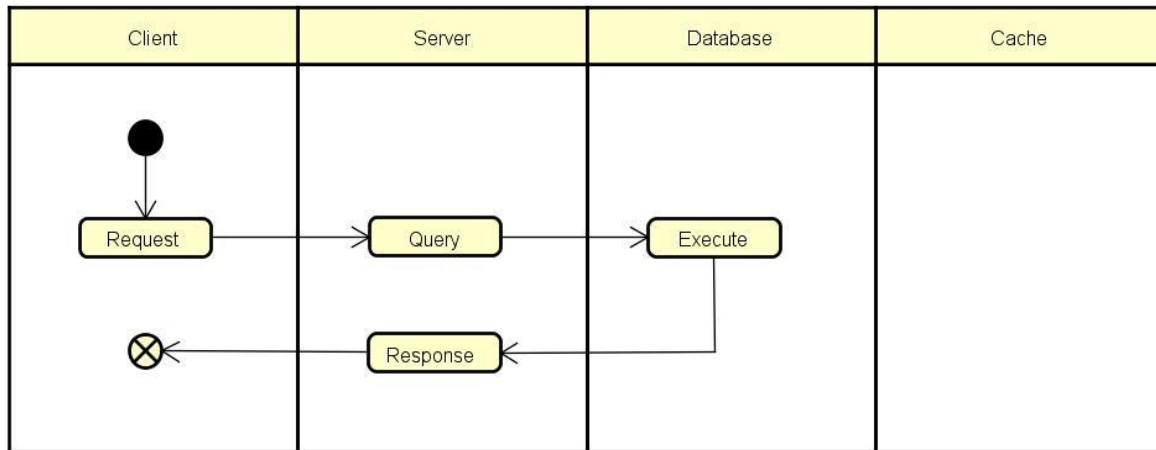 Client
Server
Database
Cache
Request
Query
Execute
Response